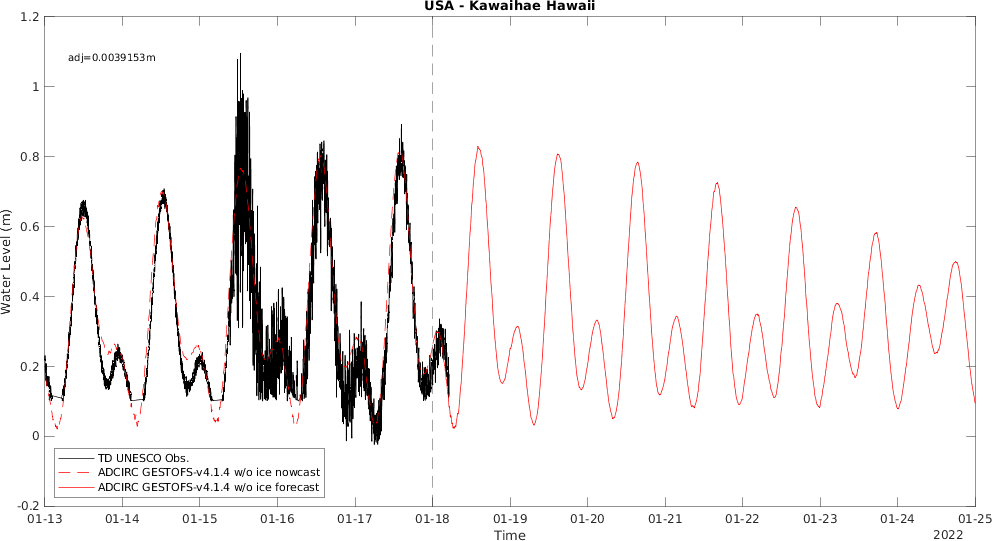 USA - Kawaihae Hawaii
1.2
adj=0.0039153m
1
0.8
0.6
0.4
0.2
0
-0.2
Water Level (m)
TD UNESCO Obs.
ADCIRC GESTOFS-v4.1.4 w/o ice nowcast
ADCIRC GESTOFS-v4.1.4 w/o ice forecast
01-13 01-14 01-15 01-16 01-17 01-18 01-19 01-20 01-21 01-22 01-23 01-24 01-25
Time 2022